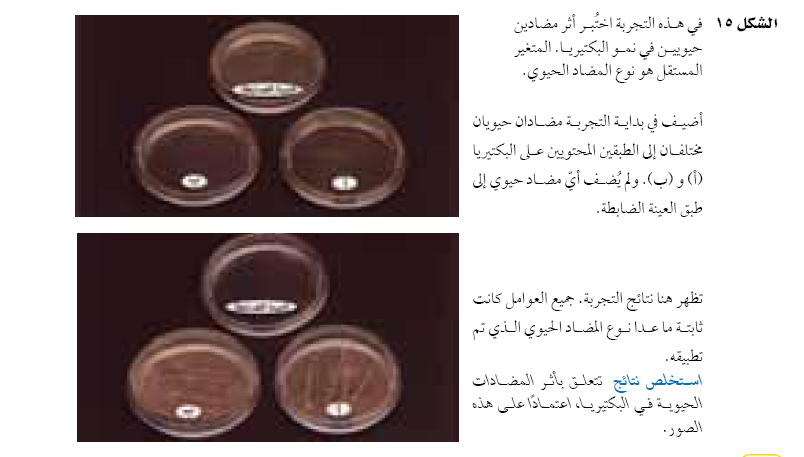 الشكل ١٥ في هذه التجربة اختُبر أثر مضادين
حيويين في نمو البكتيريا. المتغير
المستقل هو نوع المضاد الحيوي.
أضيف في بداية التجربة مضادان حيويان
مختلفان إلى الطبقين المحتويين على البكتيريا
(أ) و (ب). ولم يُضف أيّ مضاد حيوي إلى
طبق العينة الضابطة.
تظهر هنا نتائج التجربة. جميع العوامل كانت
ثابتة ما عدا نوع المضاد الحيوي الذي تم
تطبيقه.
استخلص نتائج تتعلق بأثر المضادات
الحيوية في البكتيريا، اعتمادًا على هذه
الصور.